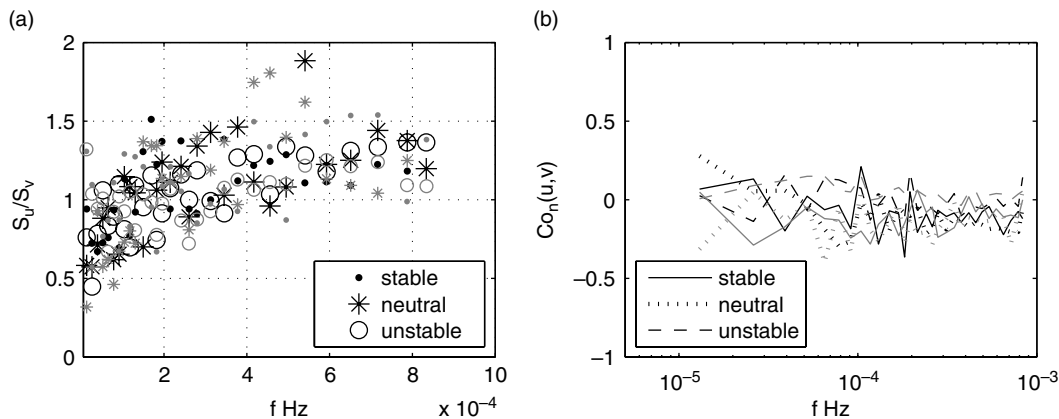 (a)
2
1.5
1
0.5
0
S_u/S_v
2
4
6
8
10
f Hz
x 10⁻⁴
stable
neutral
unstable
(b)
1
0.5
0
−0.5
−1
Co_n(u,v)
10⁻⁵
10⁻⁴
10⁻³
f Hz
stable
neutral
unstable